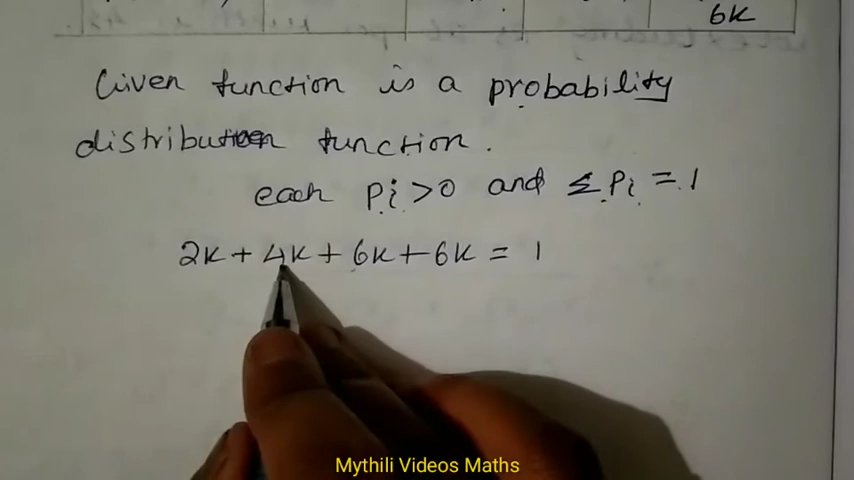 6k
Given function is a probability
distribution function.
each Pi > 0 and Σ Pi = 1
2k + 4k + 6k + 6k = 1
Mythili Videos Maths